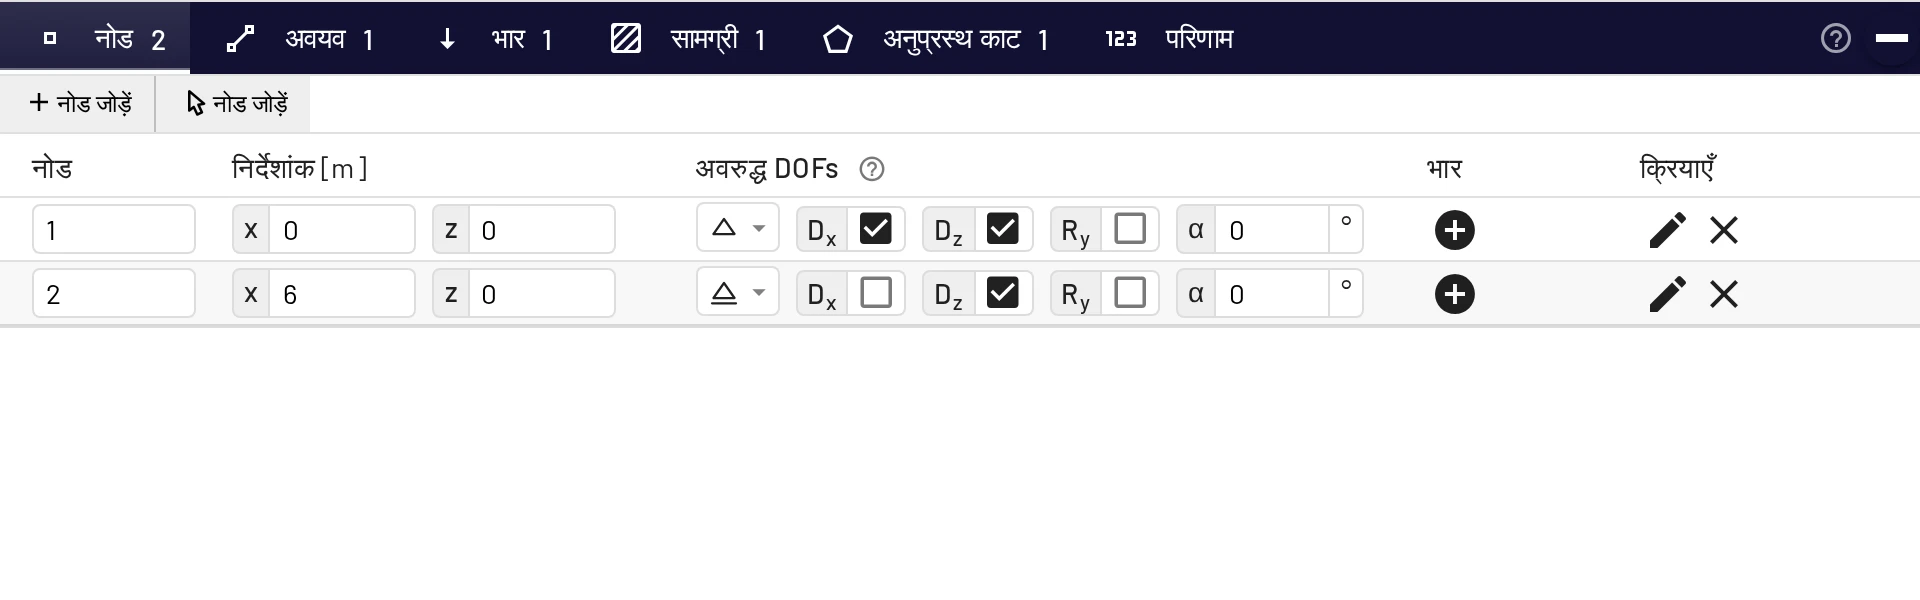 नोड 2 अवयव 1 भार 1 सामग्री 1 अनुप्रस्थ काट 1 123 परिणाम
+ नोड जोड़ें नोड जोड़ें
नोड निर्देशांक [m] अवरुद्ध DOFs ? भार क्रियाएँ
1 x 0 z 0 Dx Dz Ry α 0 °
2 x 6 z 0 Dx Dz Ry α 0 °